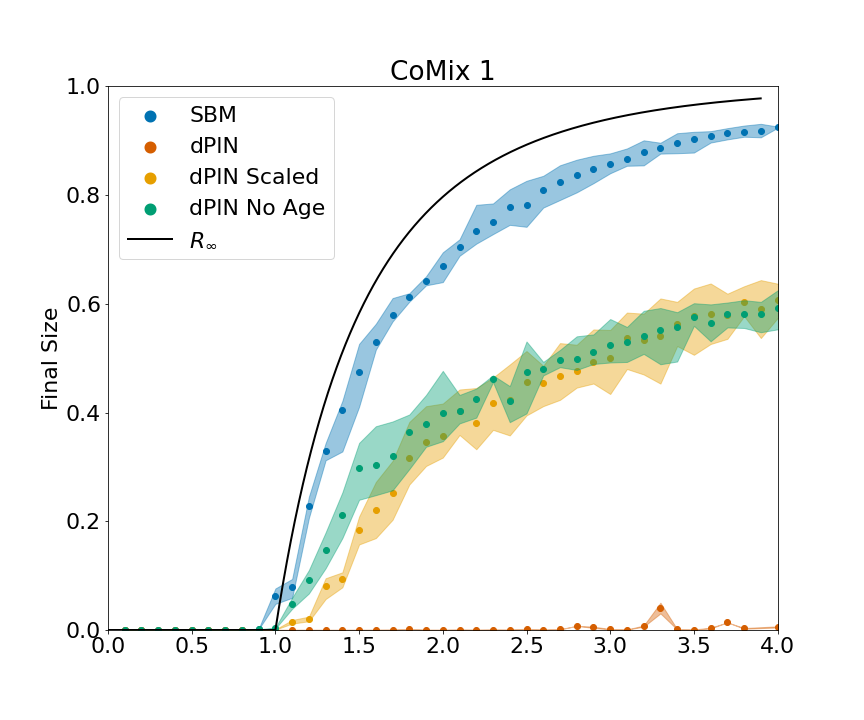 CoMix 1
SBM
dPIN
dPIN Scaled
dPIN No Age
R∞
Final Size
1.0
0.8
0.6
0.4
0.2
0.0
0.0 0.5 1.0 1.5 2.0 2.5 3.0 3.5 4.0